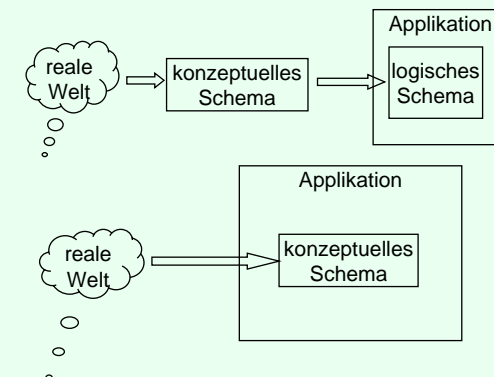 Applikation
reale
Welt
konzeptuelles
Schema
logisches
Schema
Applikation
reale
Welt
konzeptuelles
Schema